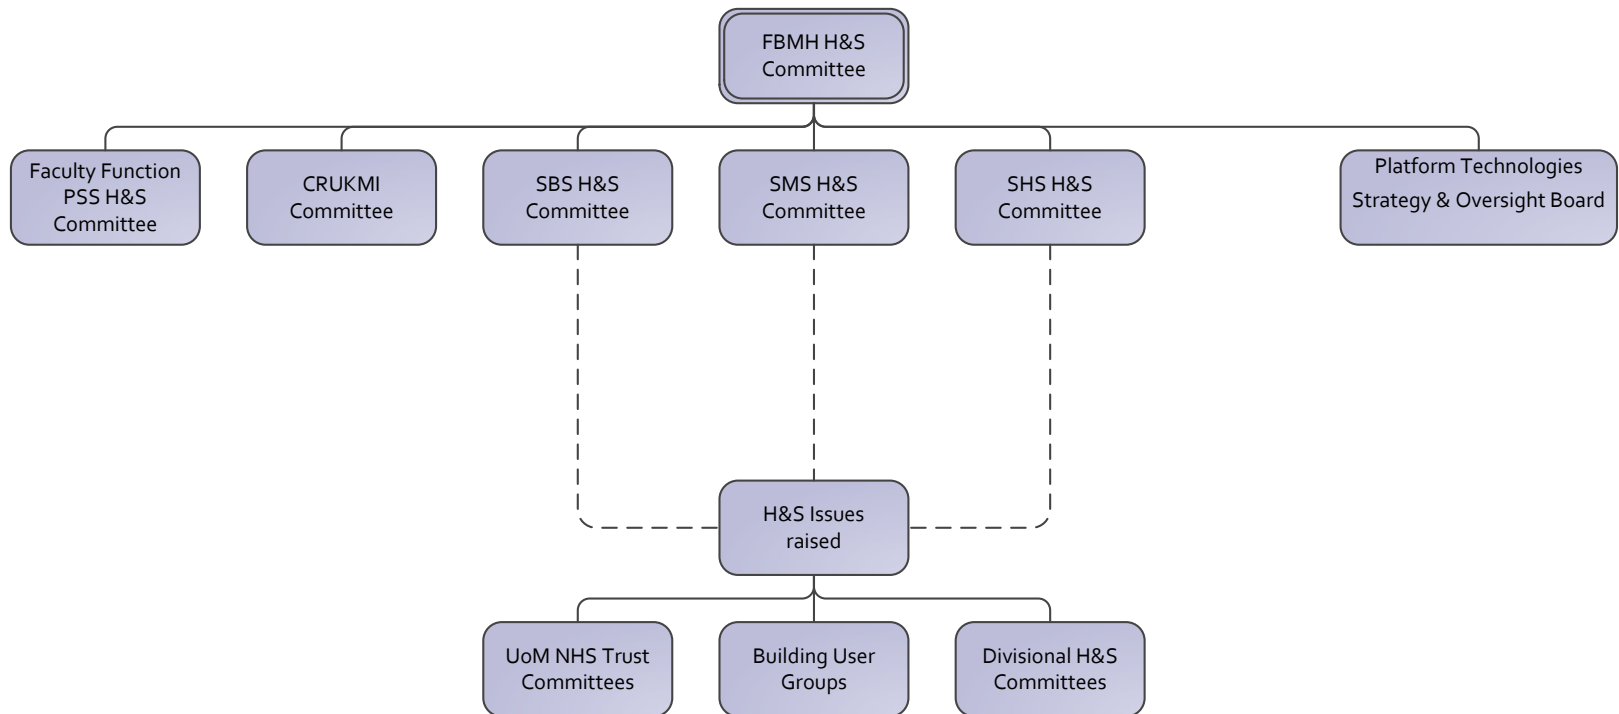 FBMH H&S
Committee
Faculty Function
PSS H&S
Committee
CRUKMI
Committee
SBS H&S
Committee
SMS H&S
Committee
SHS H&S
Committee
Platform Technologies
Strategy & Oversight Board
H&S Issues
raised
UoM NHS Trust
Committees
Building User
Groups
Divisional H&S
Committees